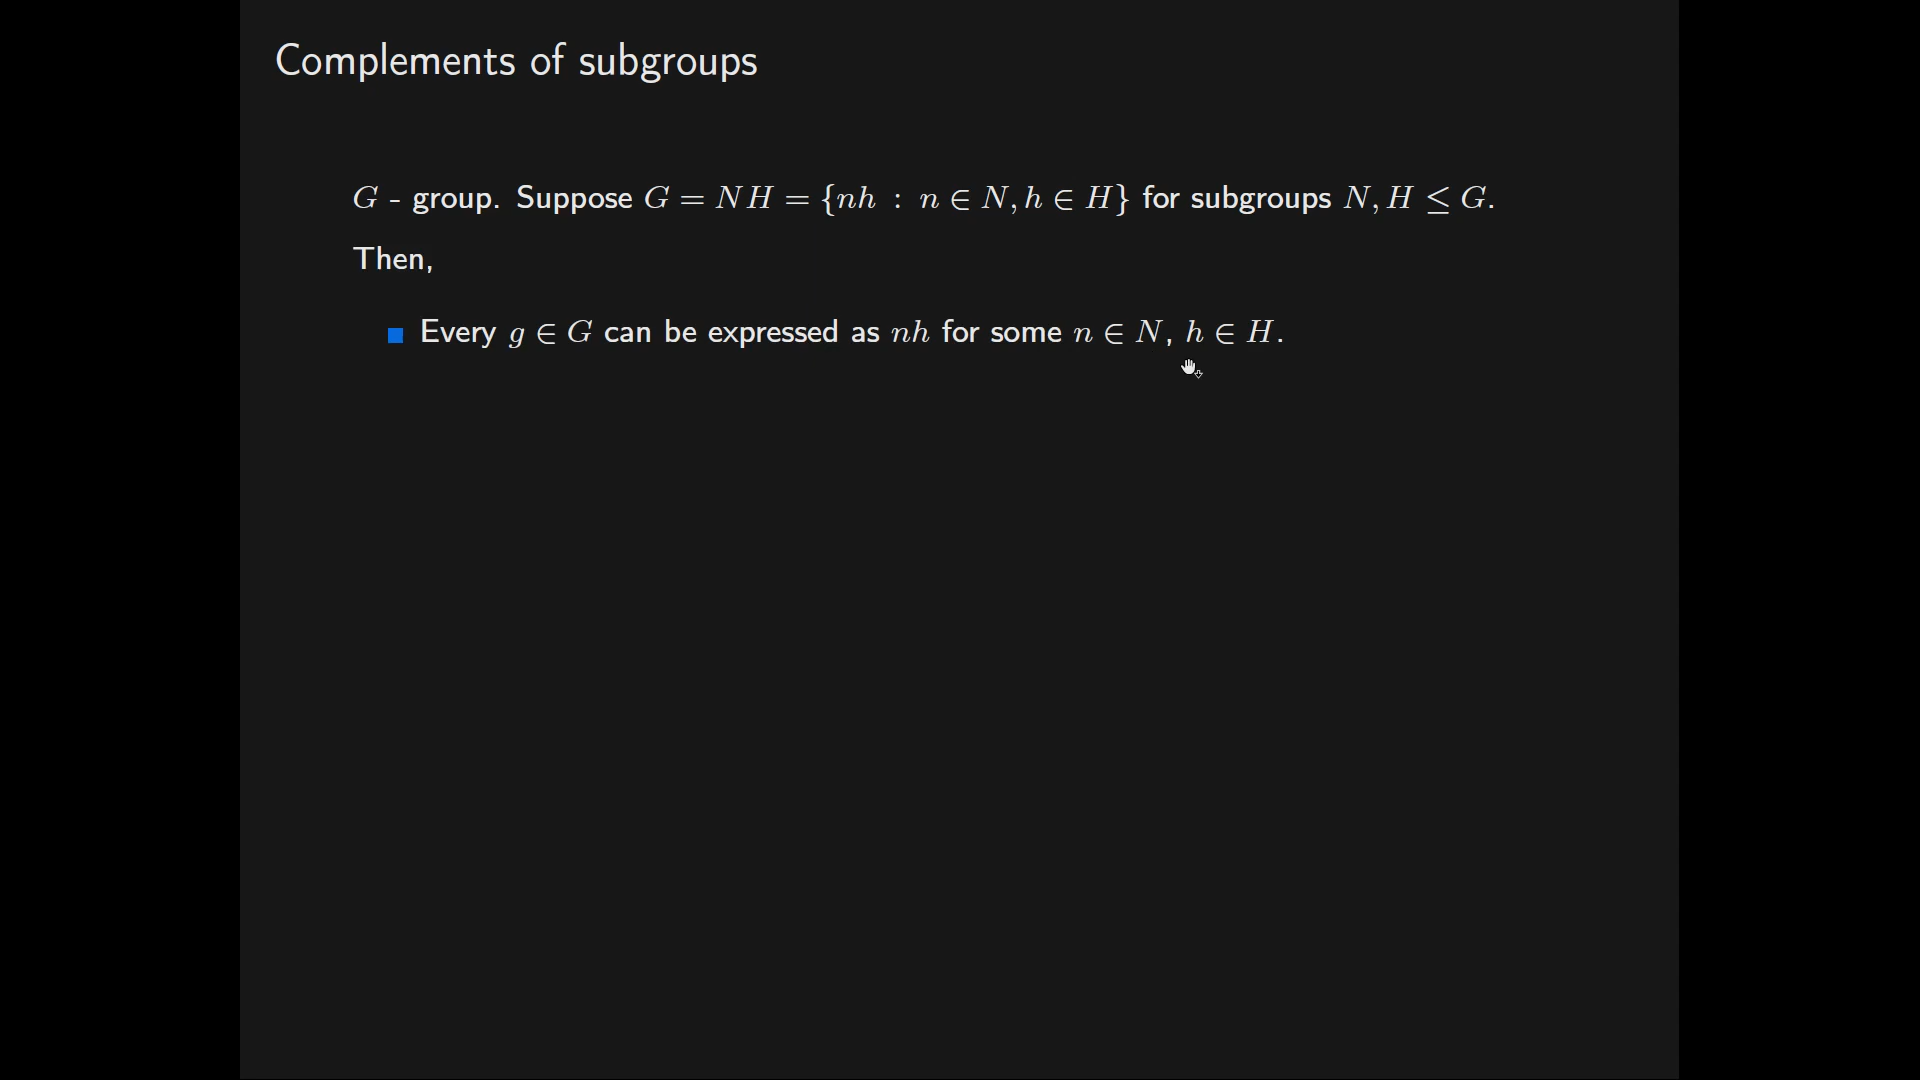 Complements of subgroups
G - group. Suppose G = NH = {nh : n ∈ N, h ∈ H} for subgroups N, H ≤ G.
Then,
Every g ∈ G can be expressed as nh for some n ∈ N, h ∈ H.